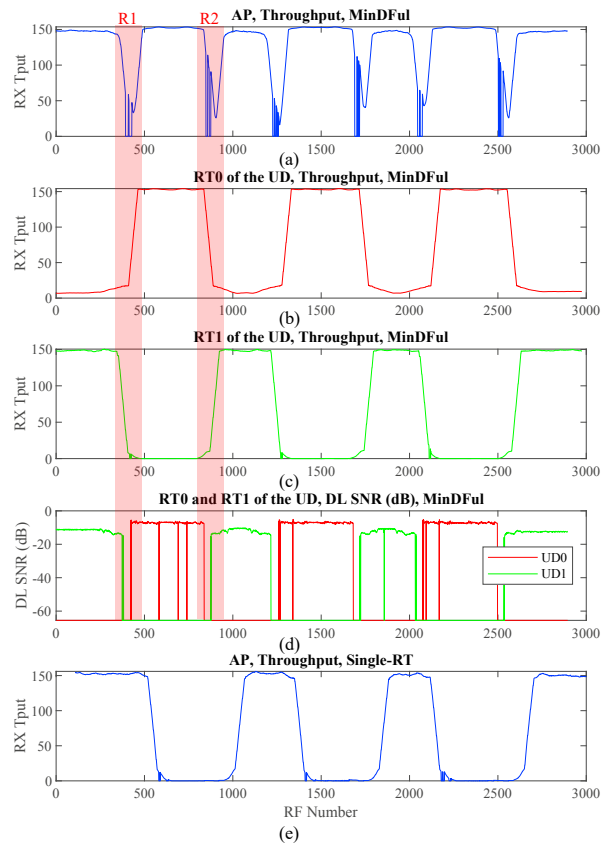 AP, Throughput, MinDFul
R1 R2
RX Tput
150
100
50
0
0 500 1000 1500 2000 2500 3000
(a)
RT0 of the UD, Throughput, MinDFul
RX Tput
150
100
50
0
0 500 1000 1500 2000 2500 3000
(b)
RT1 of the UD, Throughput, MinDFul
RX Tput
150
100
50
0
0 500 1000 1500 2000 2500 3000
(c)
RT0 and RT1 of the UD, DL SNR (dB), MinDFul
DL SNR (dB)
0
-20
-40
-60
UD0
UD1
0 500 1000 1500 2000 2500 3000
(d)
AP, Throughput, Single-RT
RX Tput
150
100
50
0
0 500 1000 1500 2000 2500 3000
RF Number
(e)